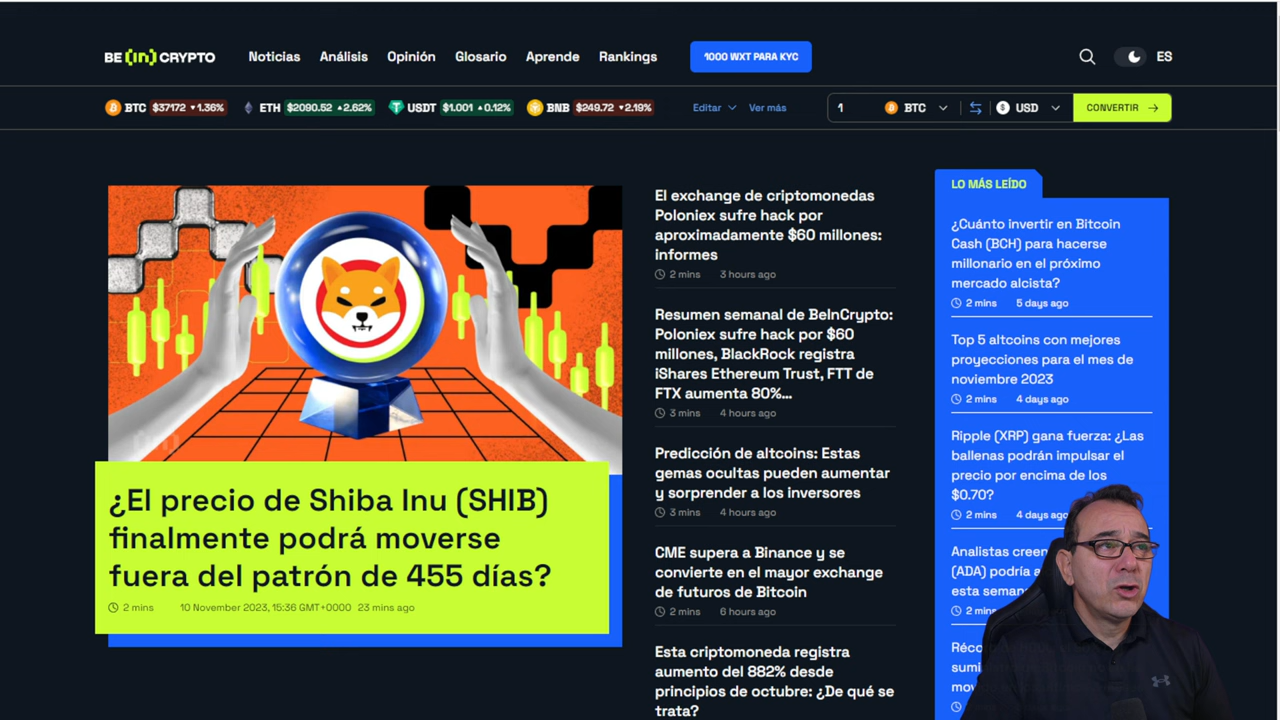 BE [IN] CRYPTO
Noticias
Análisis
Opinión
Glosario
Aprende
Rankings
1000 WXT PARA KYC
ES
BTC $37172 ▾1.36%
ETH $2090.52 ▴2.62%
USDT $1.001 ▴0.12%
BNB $249.72 ▾2.19%
Editar
Ver más
1
BTC
USD
CONVERTIR →
¿El precio de Shiba Inu (SHIB)
finalmente podrá moverse
fuera del patrón de 455 días?
2 mins 10 November 2023, 15:36 GMT+0000 23 mins ago
El exchange de criptomonedas
Poloniex sufre hack por
aproximadamente $60 millones:
informes
2 mins 3 hours ago
Resumen semanal de BeInCrypto:
Poloniex sufre hack por $60
millones, BlackRock registra
iShares Ethereum Trust, FTT de
FTX aumenta 80%...
3 mins 4 hours ago
Predicción de altcoins: Estas
gemas ocultas pueden aumentar
y sorprender a los inversores
3 mins 4 hours ago
CME supera a Binance y se
convierte en el mayor exchange
de futuros de Bitcoin
2 mins 6 hours ago
Esta criptomoneda registra
aumento del 882% desde
principios de octubre: ¿De qué se
trata?
LO MÁS LEÍDO
¿Cuánto invertir en Bitcoin
Cash (BCH) para hacerse
millonario en el próximo
mercado alcista?
2 mins 5 days ago
Top 5 altcoins con mejores
proyecciones para el mes de
noviembre 2023
2 mins 4 days ago
Ripple (XRP) gana fuerza: ¿Las
ballenas podrán impulsar el
precio por encima de los
$0.70?
2 mins 4 days ago
Analistas creen
(ADA) podría
esta
2 mins